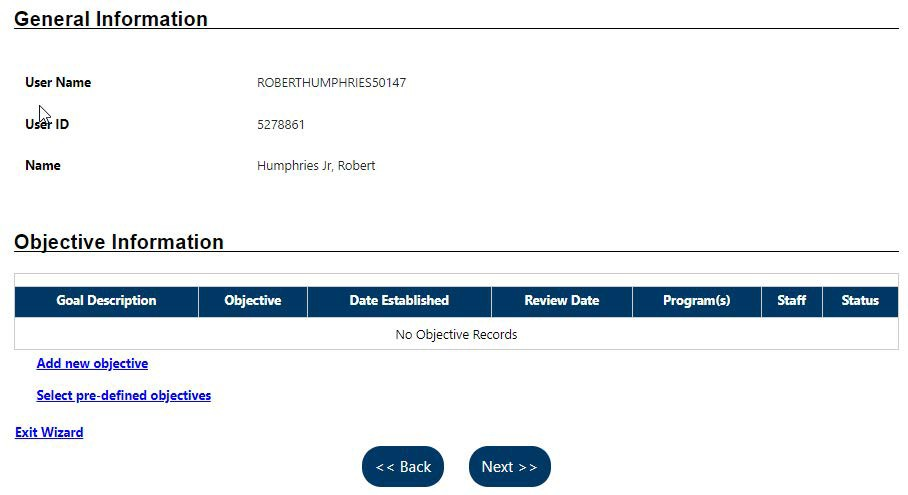 General Information
User Name ROBERTHUMPHRIES50147
User ID 5278861
Name Humphries Jr, Robert
Objective Information
Goal Description Objective Date Established Review Date Program(s) Staff Status
No Objective Records
Add new objective
Select pre-defined objectives
Exit Wizard
<< Back Next >>